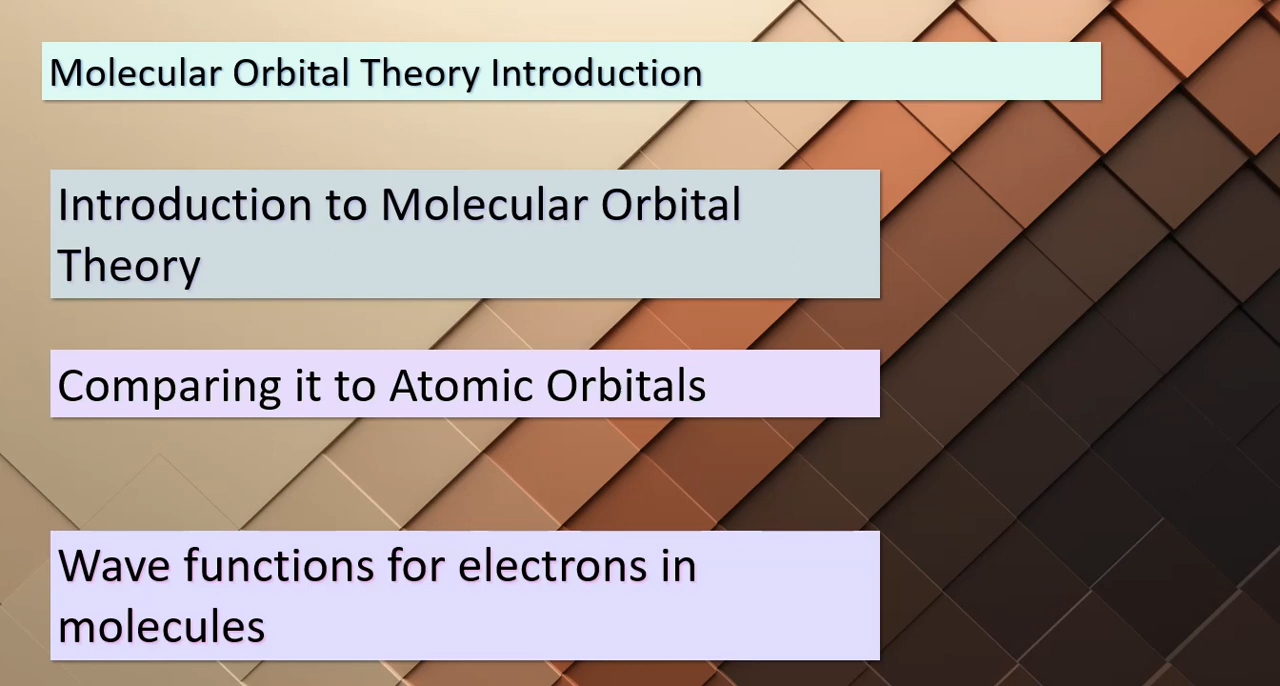 Molecular Orbital Theory Introduction
Introduction to Molecular Orbital
Theory
Comparing it to Atomic Orbitals
Wave functions for electrons in
molecules